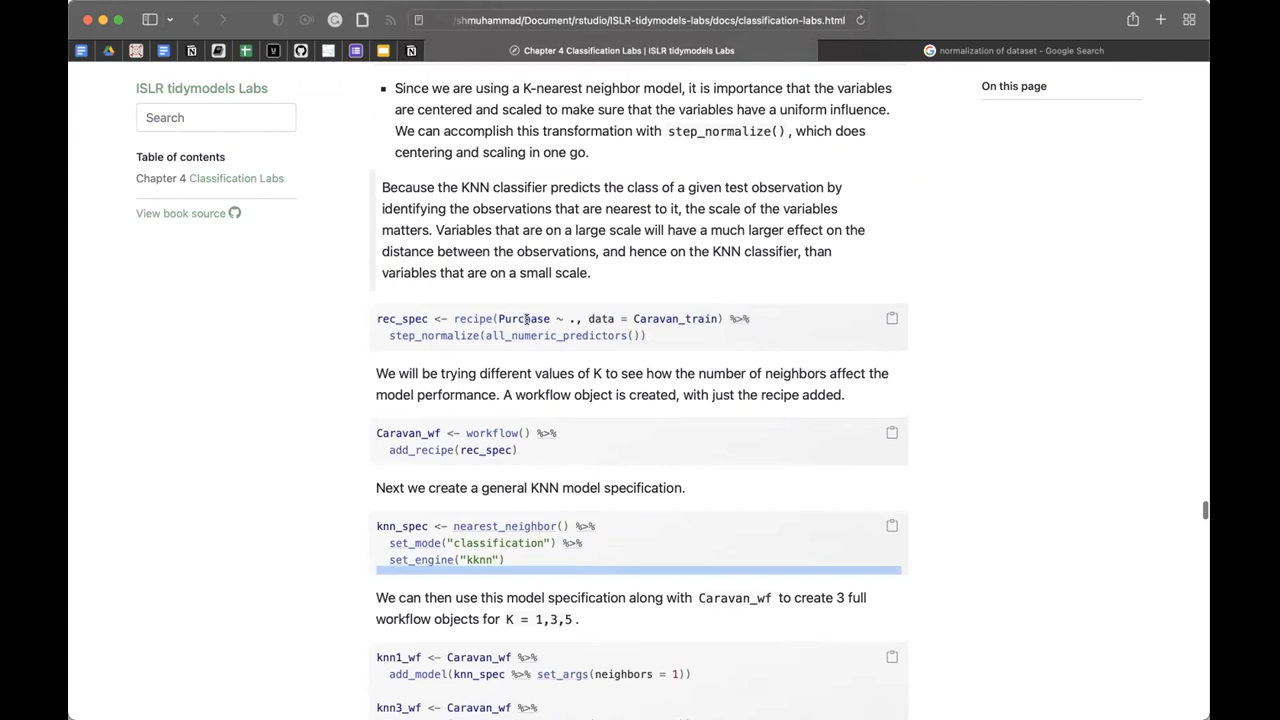 /shmuhammad/Document/rstudio/ISLR-tidymodels-labs/docs/classification-labs.html
Chapter 4 Classification Labs | ISLR tidymodels Labs
normalization of dataset - Google Search
ISLR tidymodels Labs
Search
Table of contents
Chapter 4 Classification Labs
View book source
Since we are using a K-nearest neighbor model, it is importance that the variables
are centered and scaled to make sure that the variables have a uniform influence.
We can accomplish this transformation with step_normalize(), which does
centering and scaling in one go.
Because the KNN classifier predicts the class of a given test observation by
identifying the observations that are nearest to it, the scale of the variables
matters. Variables that are on a large scale will have a much larger effect on the
distance between the observations, and hence on the KNN classifier, than
variables that are on a small scale.
rec_spec <- recipe(Purchase ~ ., data = Caravan_train) %>%
step_normalize(all_numeric_predictors())
We will be trying different values of K to see how the number of neighbors affect the
model performance. A workflow object is created, with just the recipe added.
Caravan_wf <- workflow() %>%
add_recipe(rec_spec)
Next we create a general KNN model specification.
knn_spec <- nearest_neighbor() %>%
set_mode("classification") %>%
set_engine("kknn")
We can then use this model specification along with Caravan_wf to create 3 full
workflow objects for K = 1,3,5.
knn1_wf <- Caravan_wf %>%
add_model(knn_spec %>% set_args(neighbors = 1))
knn3_wf <- Caravan_wf %>%
On this page